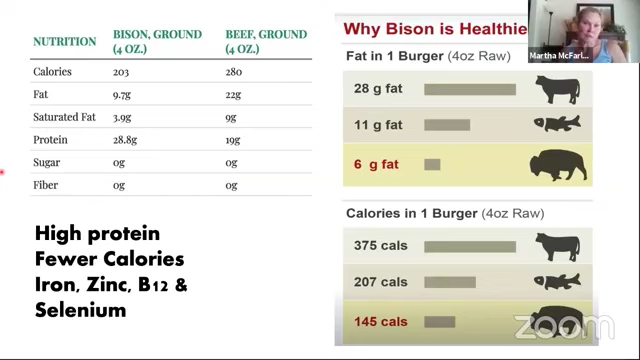 NUTRITION BISON, GROUND (4 OZ.) BEEF, GROUND (4 OZ.)
Calories 203 280
Fat 9.7g 22g
Saturated Fat 3.9g 9g
Protein 28.8g 19g
Sugar 0g 0g
Fiber 0g 0g
High protein
Fewer Calories
Iron, Zinc, B12 &
Selenium
Why Bison is Healthie
Martha McFarl...
Fat in 1 Burger (4oz Raw)
28 g fat
11 g fat
6 g fat
Calories in 1 Burger (4oz Raw)
375 cals
207 cals
145 cals
zoom